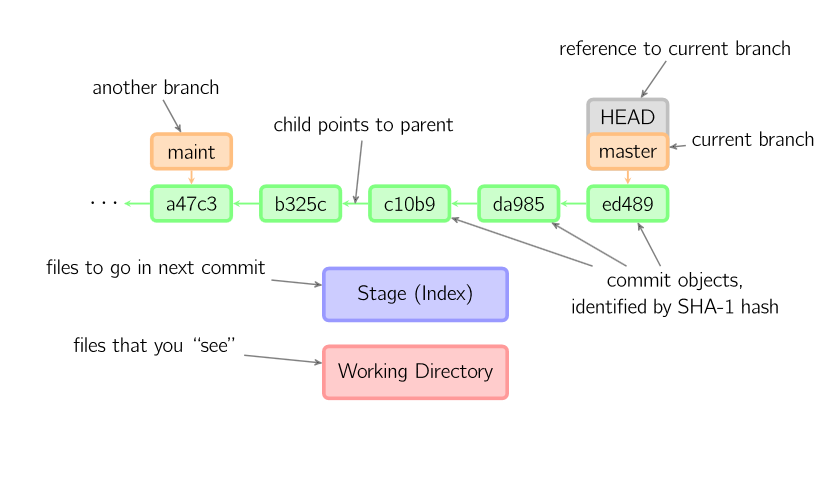 reference to current branch
another branch
HEAD
child points to parent
current branch
maint
master
... a47c3 b325c c10b9 da985 ed489
files to go in next commit
commit objects,
Stage (Index)
identified by SHA-1 hash
files that you “see”
Working Directory